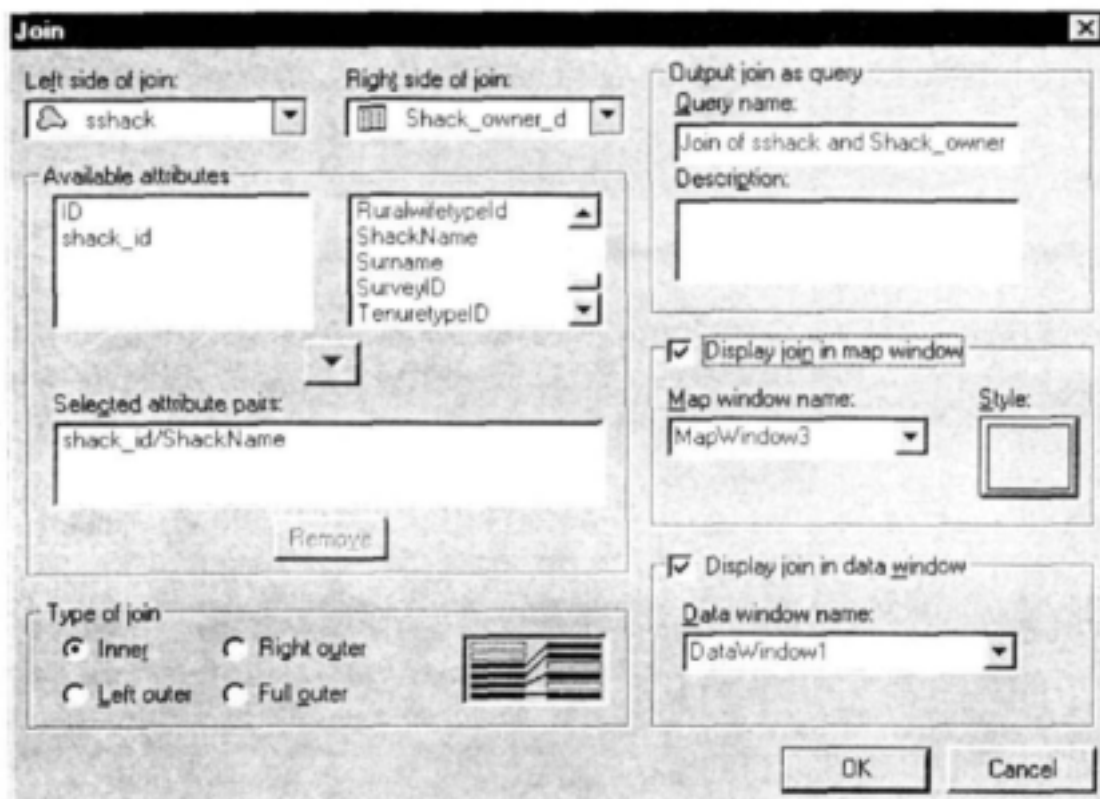 Join
Left side of join:
sshack
Right side of join:
Shack_owner_d
Available attributes
ID
shack_id
RuralwifetypeId
ShackName
Surname
SurveyID
TenuretypeID
Selected attribute pairs:
shack_id/ShackName
Remove
Type of join
Inner
Right outer
Left outer
Full outer
Output join as query
Query name:
Join of sshack and Shack_owner
Description:
Display join in map window
Map window name:
MapWindow3
Style:
Display join in data window
Data window name:
DataWindow1
OK
Cancel